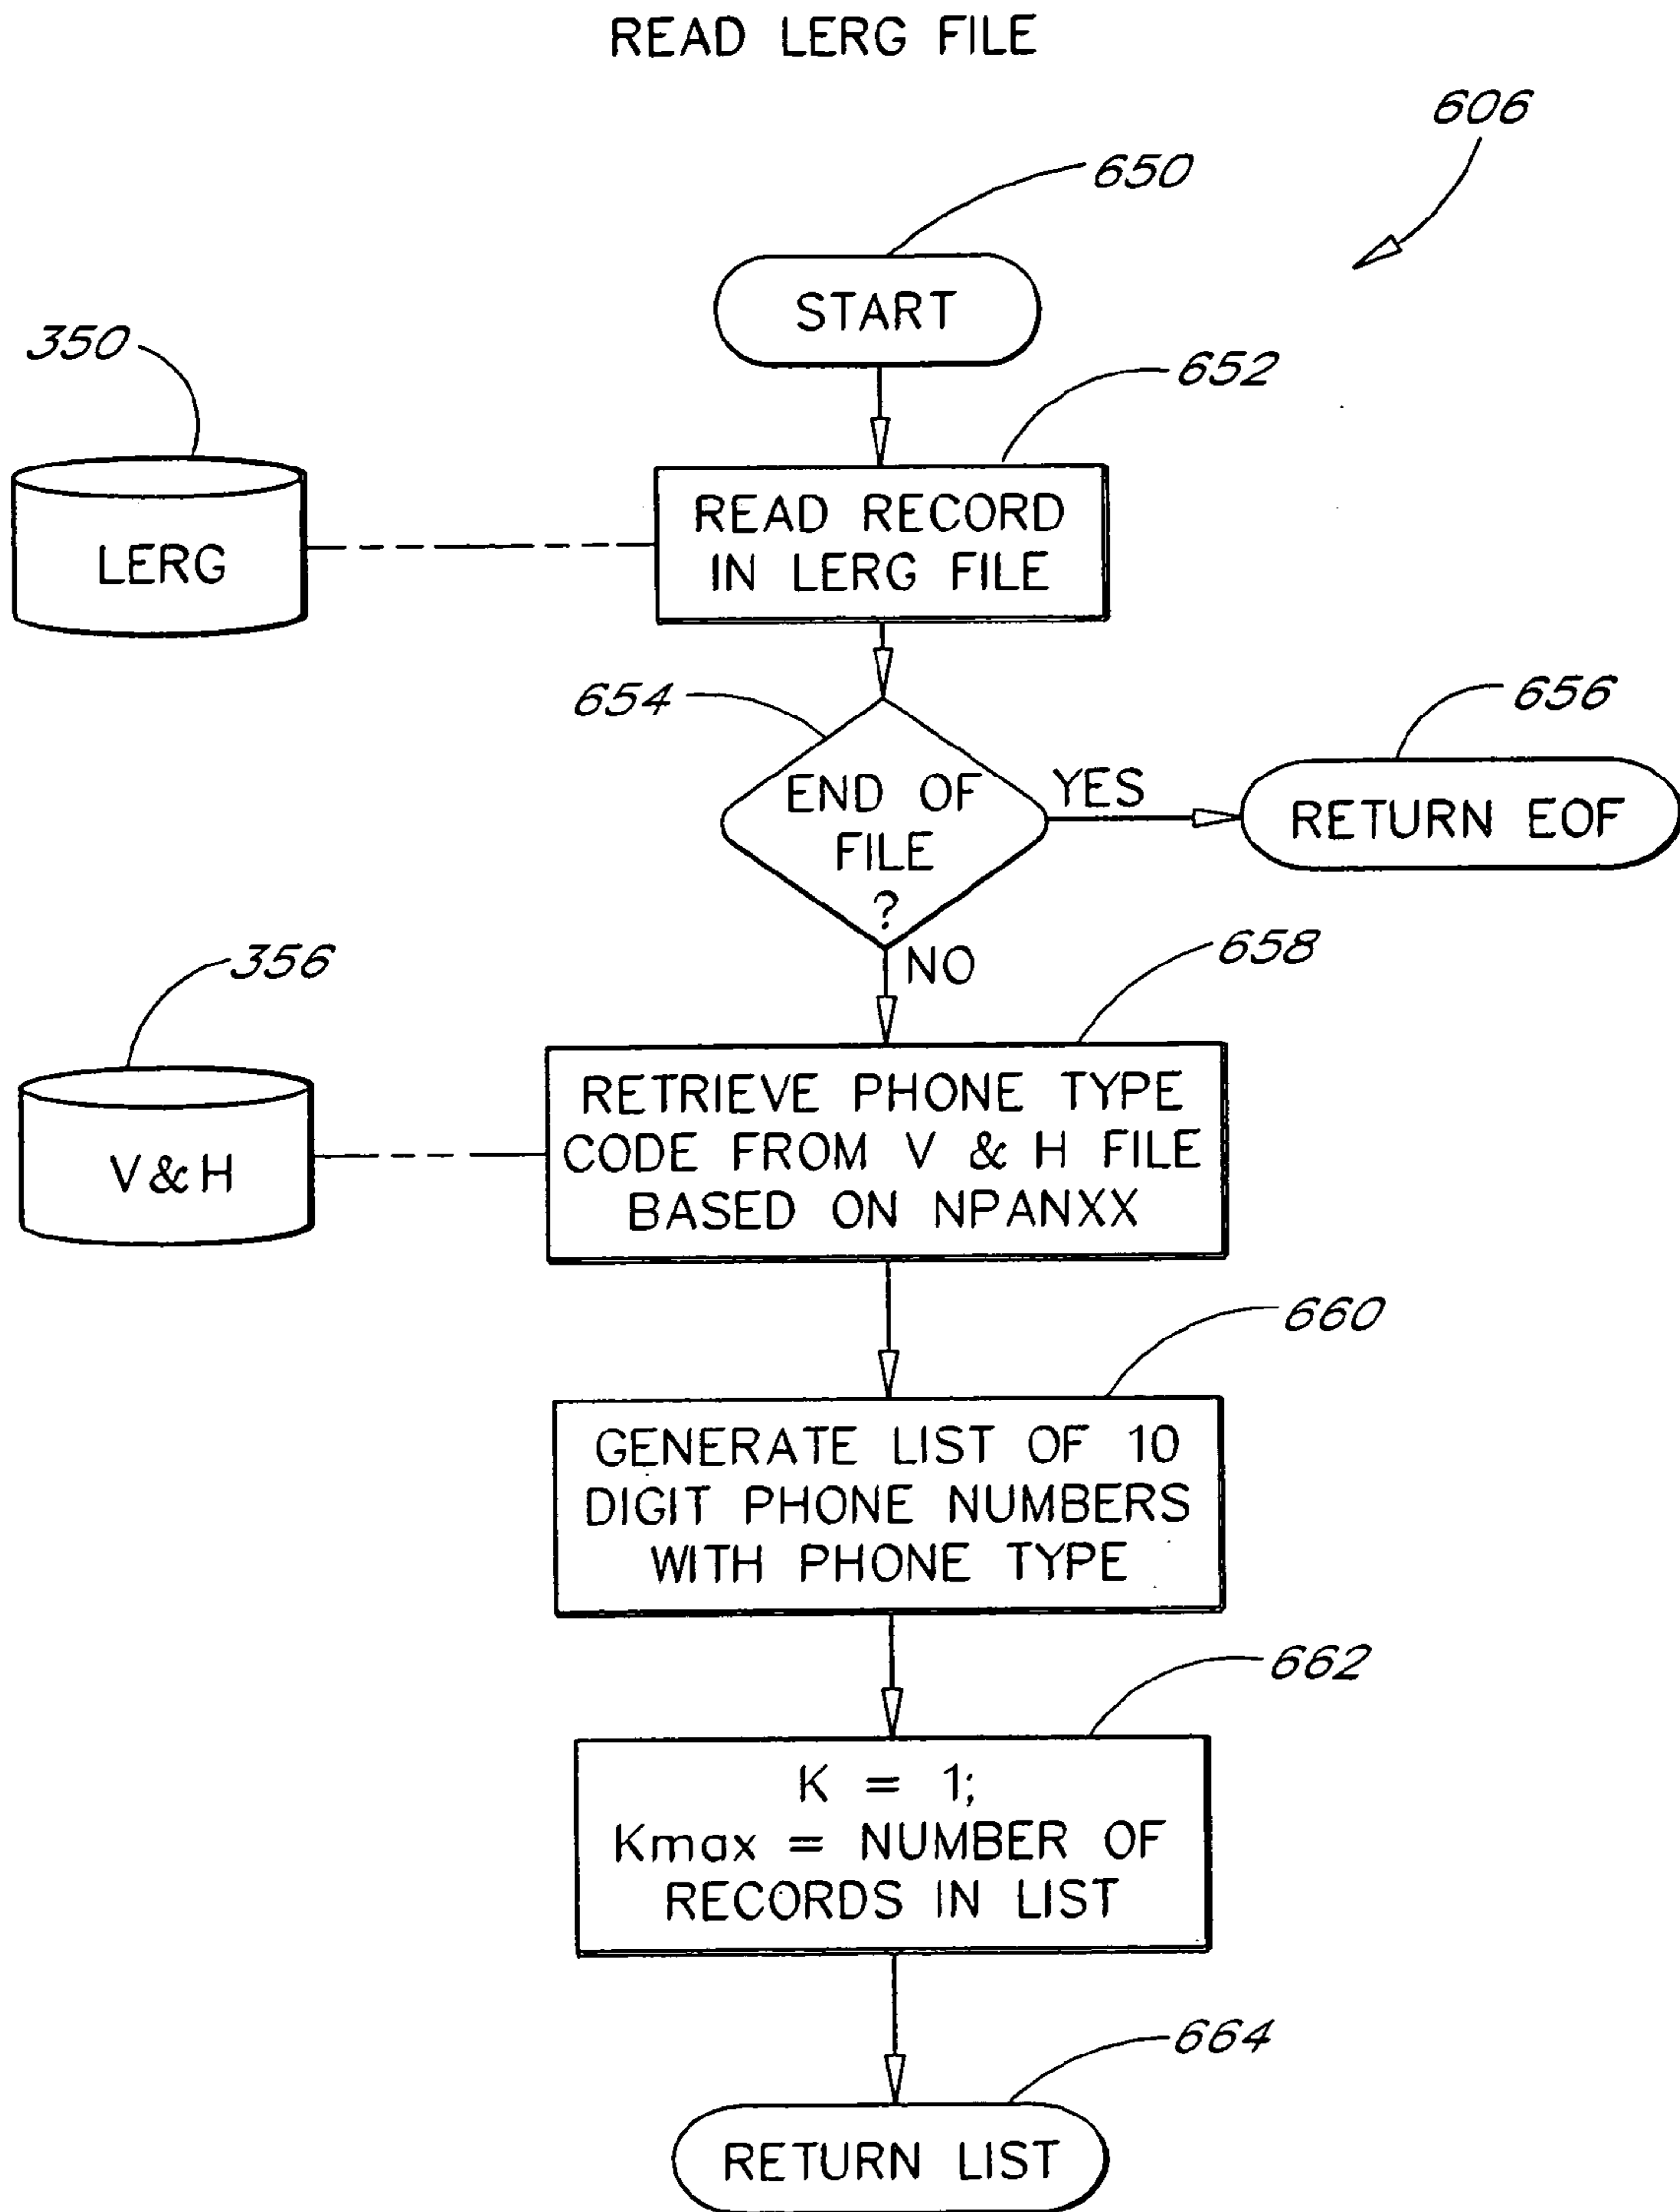 READ LERG FILE
606
650
START
350
652
LERG
READ RECORD
IN LERG FILE
654
656
END OF
FILE
?
YES
RETURN EOF
NO
356
658
V & H
RETRIEVE PHONE TYPE
CODE FROM V & H FILE
BASED ON NPANXX
660
GENERATE LIST OF 10
DIGIT PHONE NUMBERS
WITH PHONE TYPE
662
K = 1;
Kmax = NUMBER OF
RECORDS IN LIST
664
RETURN LIST